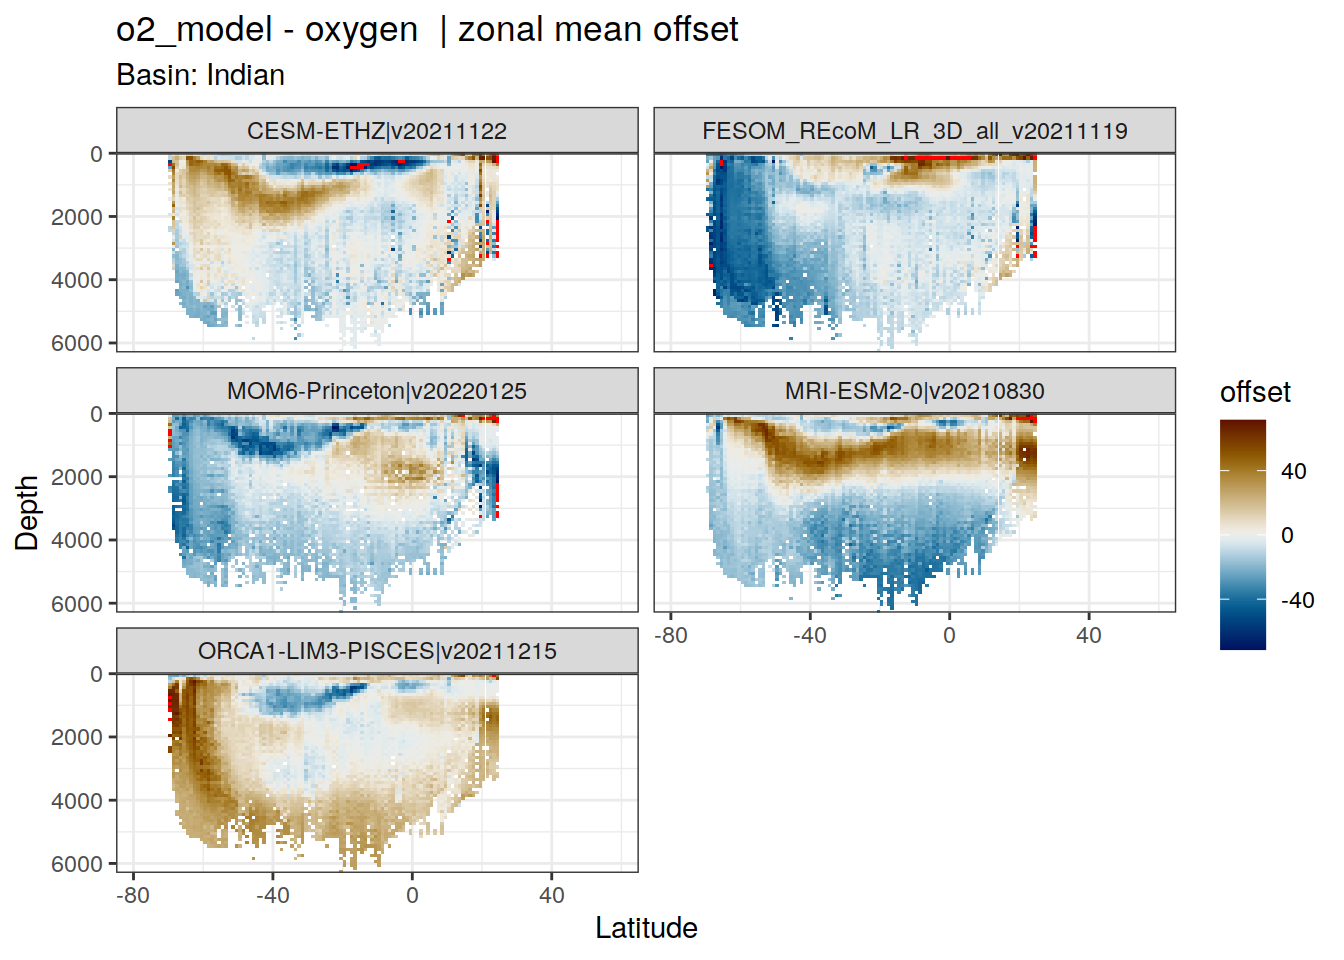 o2_model - oxygen  | zonal mean offset
Basin: Indian
CESM-ETHZ|v20211122
FESOM_REcoM_LR_3D_all_v20211119
0
2000
4000
6000
MOM6-Princeton|v20220125
MRI-ESM2-0|v20210830
0
2000
4000
6000
-80
-40
0
40
ORCA1-LIM3-PISCES|v20211215
0
2000
4000
6000
-80
-40
0
40
Latitude
Depth
offset
40
0
-40